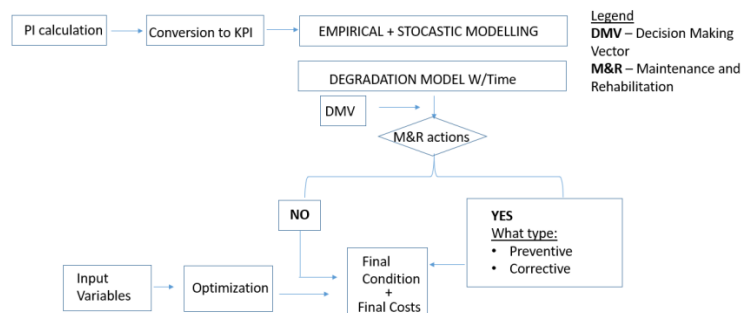 PI calculation
Conversion to KPI
EMPIRICAL + STOCASTIC MODELLING
Legend
DMV – Decision Making
Vector
M&R – Maintenance and
Rehabilitation
DEGRADATION MODEL W/Time
DMV
M&R actions
NO
YES
What type:
• Preventive
• Corrective
Input
Variables
Optimization
Final
Condition
+
Final Costs